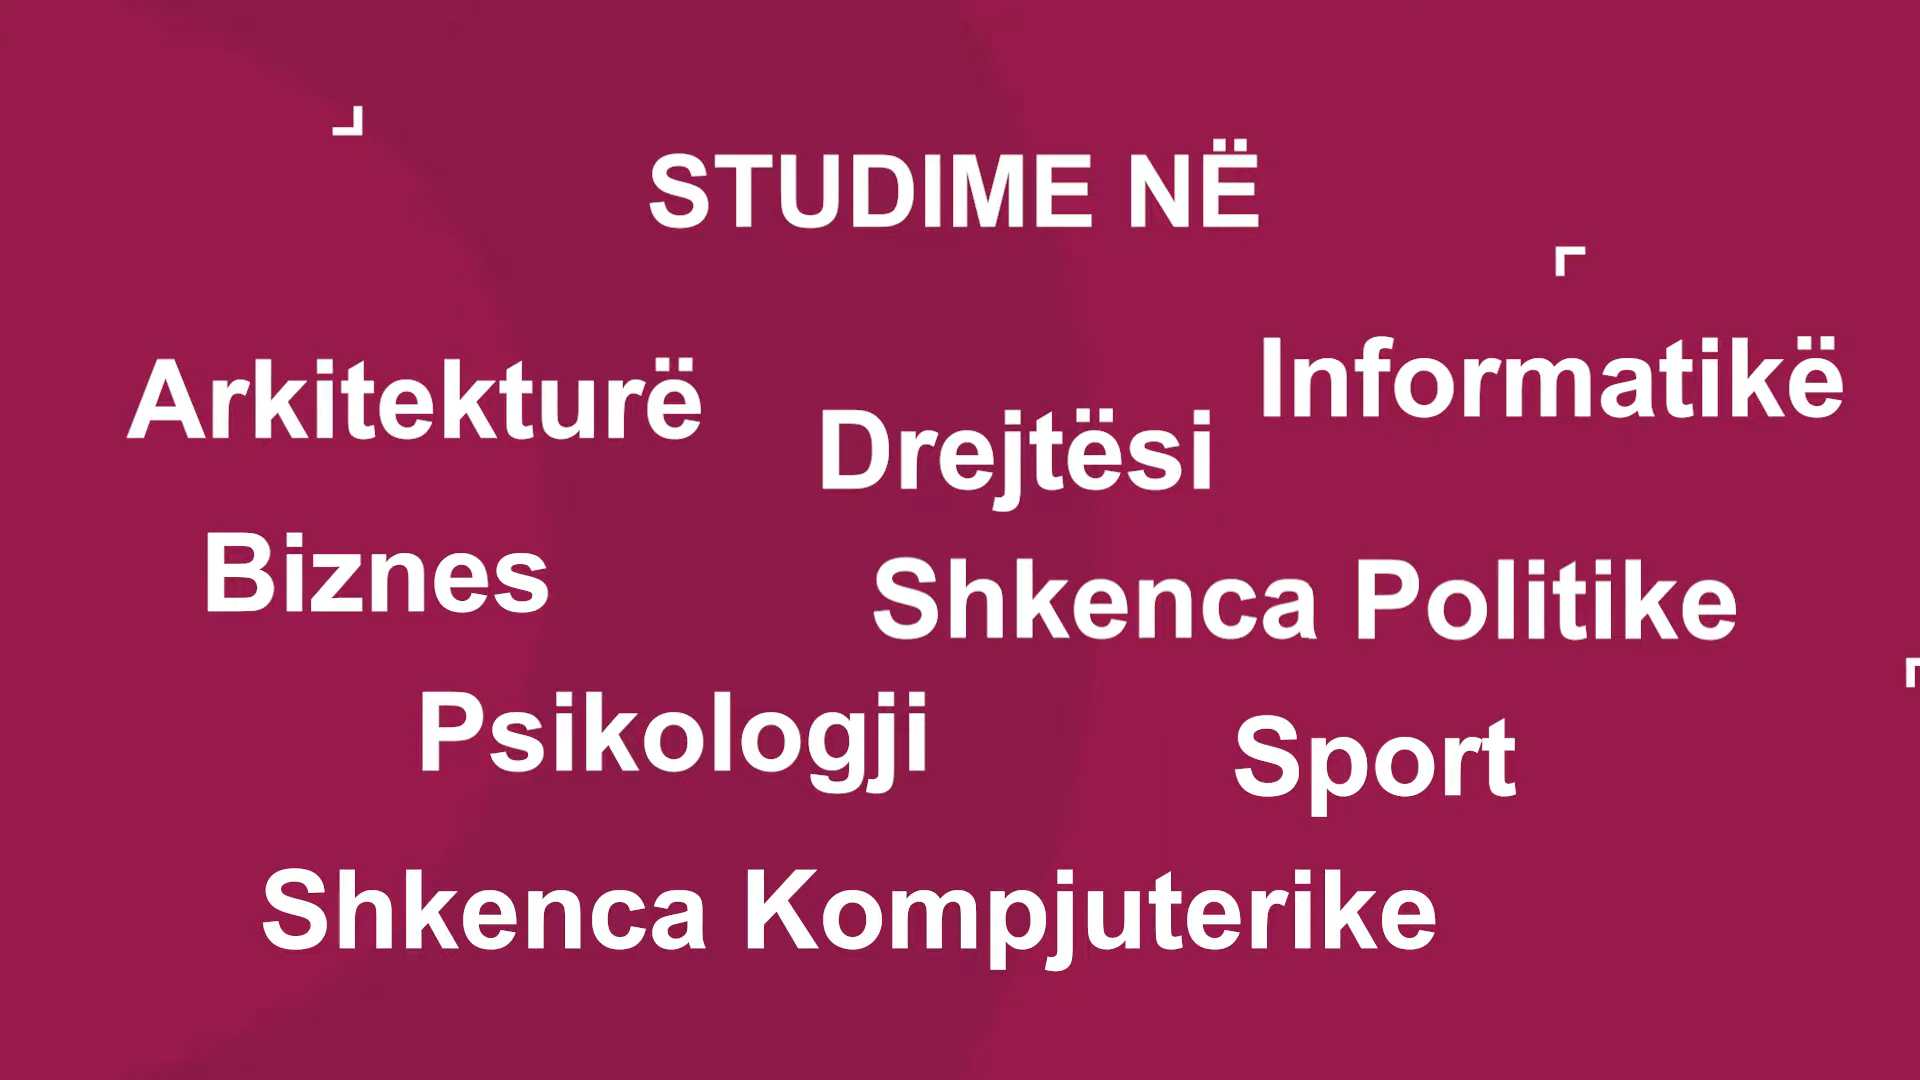 STUDIME NË
Arkitekturë
Drejtësi
Informatikë
Biznes
Shkenca Politike
Psikologji
Sport
Shkenca Kompjuterike